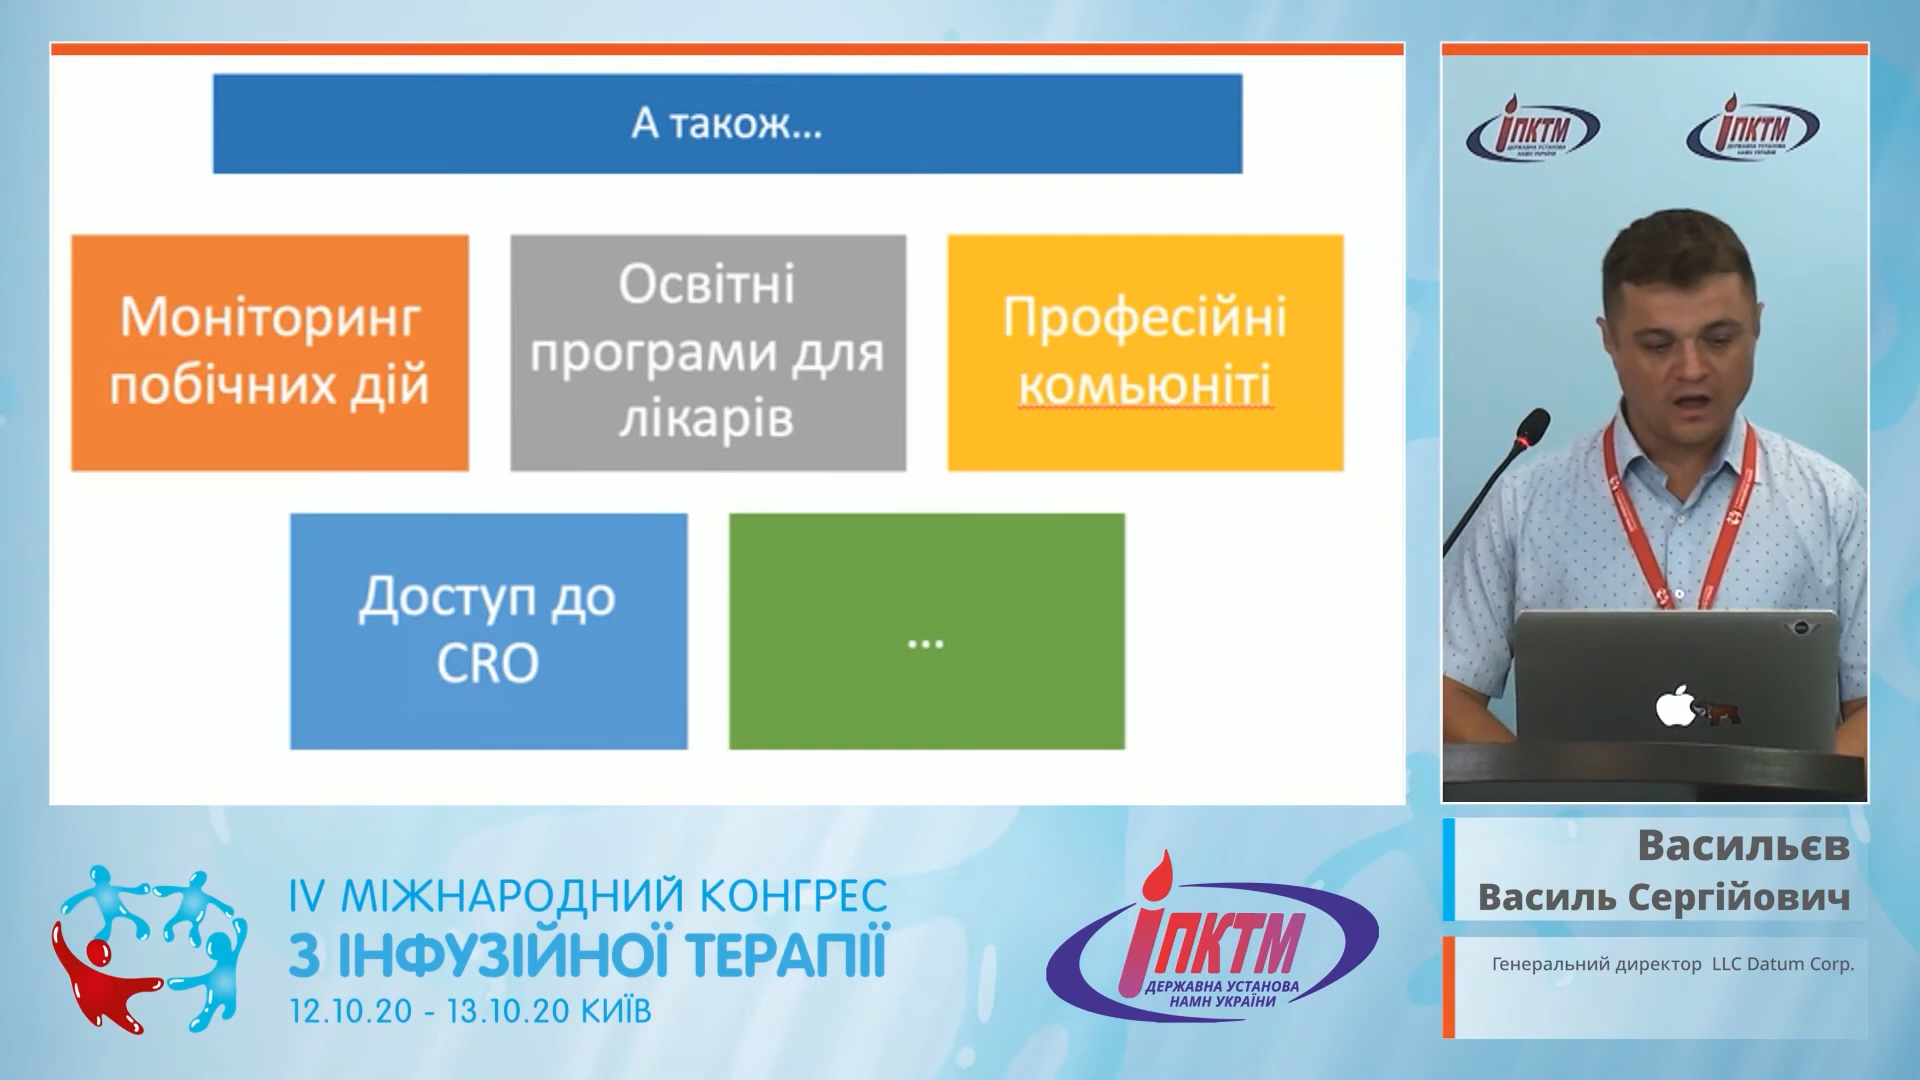 А також...
Моніторинг
побічних дій
Освітні
програми для
лікарів
Професійні
комьюніті
Доступ до
CRO
...
ІПКТМ
ДЕРЖАВНА УСТАНОВА
НАМН УКРАЇНИ
ІПКТМ
ДЕРЖАВНА УСТАНОВА
НАМН УКРАЇНИ
Васильєв
Василь Сергійович
Генеральний директор LLC Datum Corp.
IV МІЖНАРОДНИЙ КОНГРЕС
З ІНФУЗІЙНОЇ ТЕРАПІЇ
12.10.20 - 13.10.20 КИЇВ
ІПКТМ
ДЕРЖАВНА УСТАНОВА
НАМН УКРАЇНИ